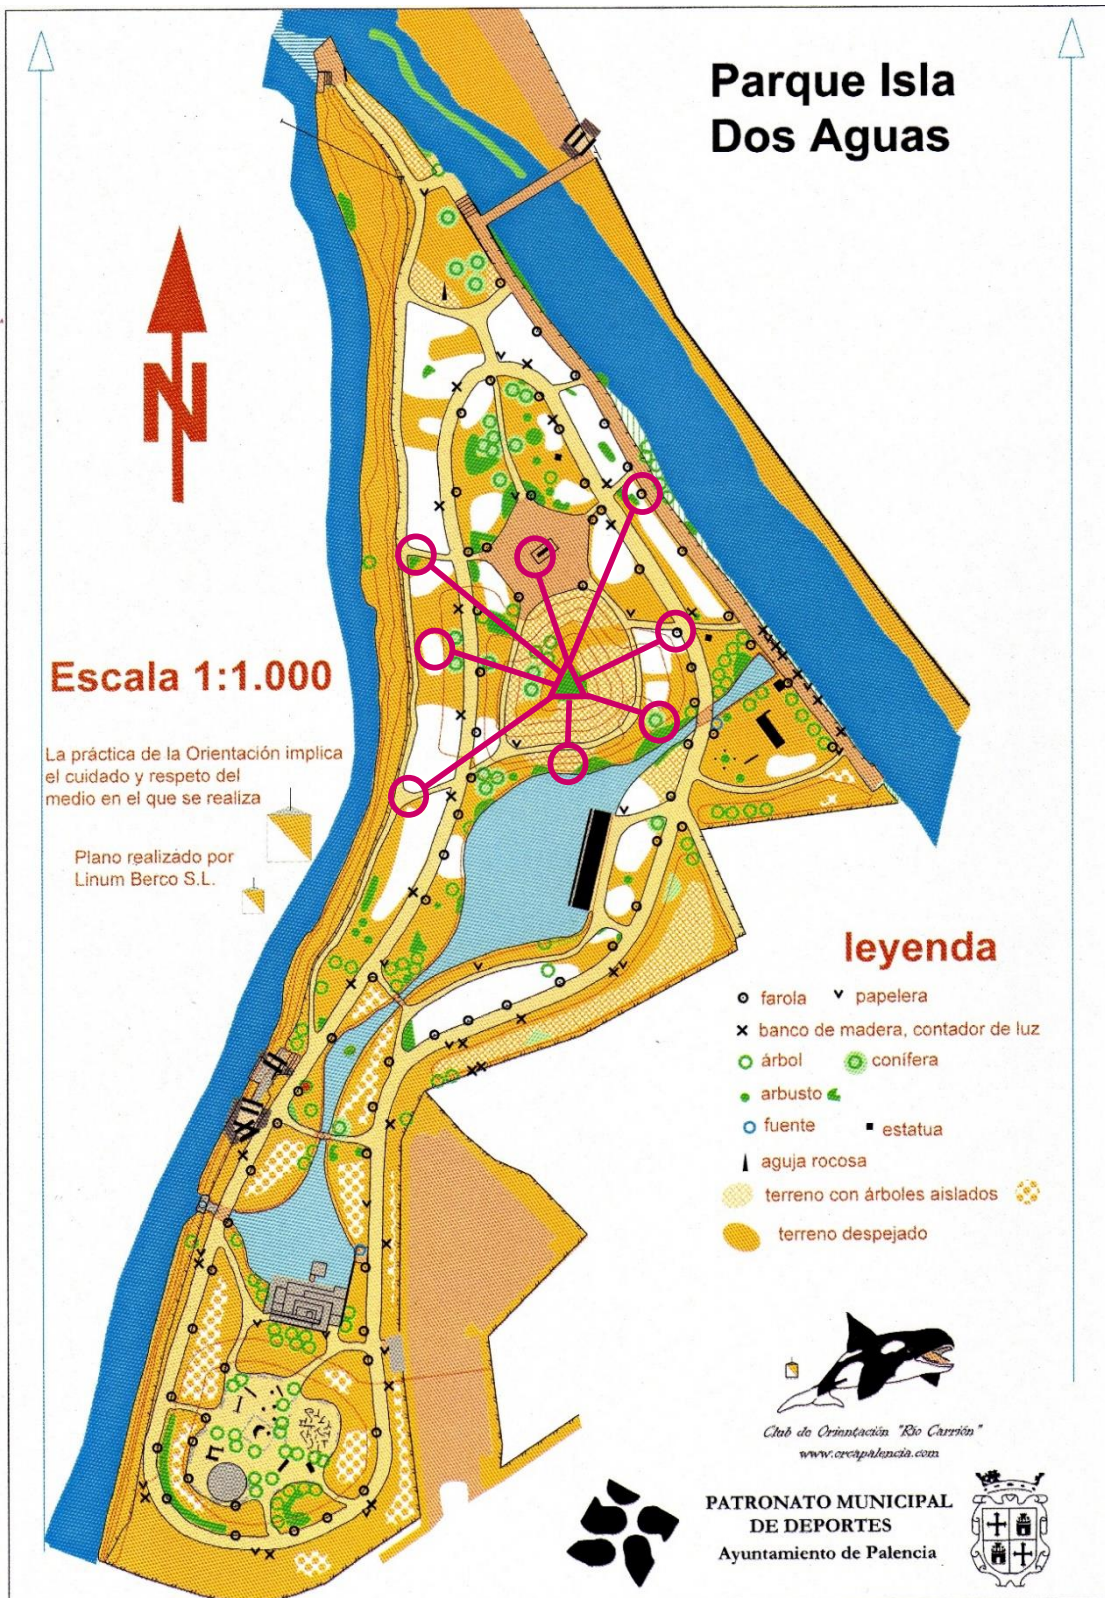 Parque Isla
Dos Aguas
N
Escala 1:1.000
La práctica de la Orientación implica
el cuidado y respeto del
medio en el que se realiza
Plano realizado por
Linum Berco S.L.
leyenda
farola
papelera
banco de madera, contador de luz
árbol
conífera
arbusto
fuente
estatua
aguja rocosa
terreno con árboles aislados
terreno despejado
Club de Orientación "Río Carrión"
www.orcapalencia.com
PATRONATO MUNICIPAL
DE DEPORTES
Ayuntamiento de Palencia